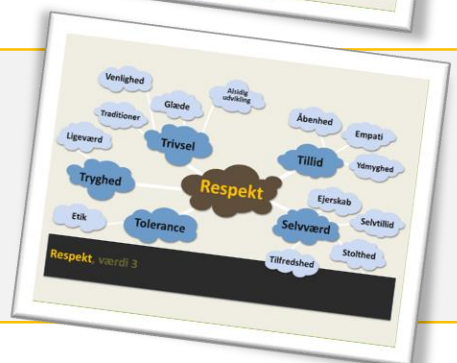 Venlighed
Alsidig
udvikling
Glæde
Traditioner
Trivsel
Ligeværd
Tryghed
Etik
Tolerance
Respekt
Åbenhed
Empati
Tillid
Ydmyghed
Ejerskab
Selvværd
Selvtillid
Stolthed
Tilfredshed
Respekt, værdi 3